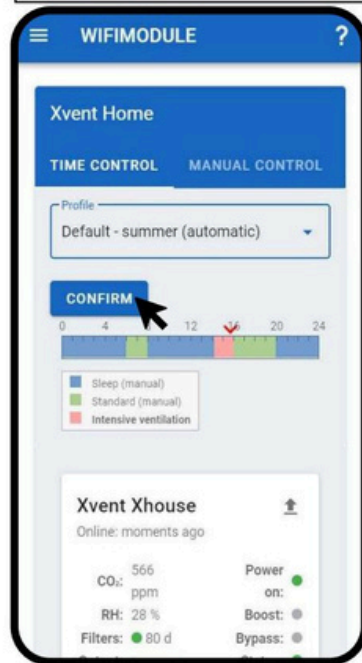 WIFIMODULE ?
Xvent Home
TIME CONTROL MANUAL CONTROL
Profile
Default - summer (automatic)
CONFIRM
0 4 8 12 16 20 24
Sleep (manual)
Standard (manual)
Intensive ventilation
Xvent Xhouse
Online: moments ago
CO₂: 566 ppm Power on:
RH: 28 % Boost:
Filters: 80 d Bypass: